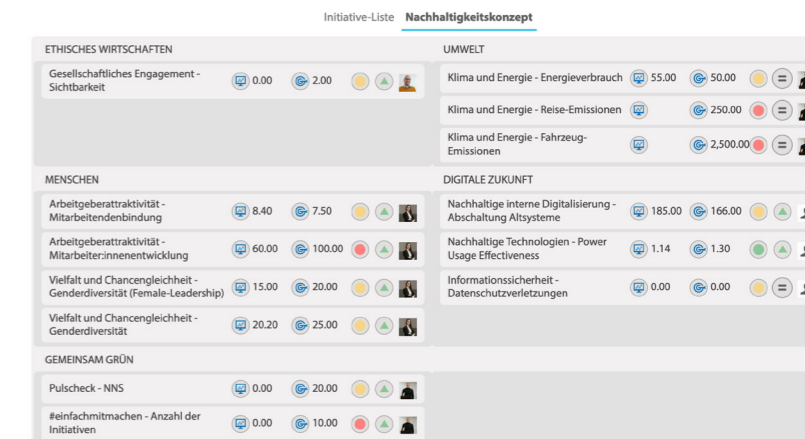 Initiative-Liste Nachhaltigkeitskonzept
ETHISCHES WIRTSCHAFTEN
Gesellschaftliches Engagement -
Sichtbarkeit
0.00 2.00
UMWELT
Klima und Energie - Energieverbrauch 55.00 50.00
Klima und Energie - Reise-Emissionen 250.00
Klima und Energie - Fahrzeug-
Emissionen
2,500.00
MENSCHEN
Arbeitgeberattraktivität -
Mitarbeitendenbindung
8.40 7.50
Arbeitgeberattraktivität -
Mitarbeiter:innenentwicklung
60.00 100.00
Vielfalt und Chancengleichheit -
Genderdiversität (Female-Leadership)
15.00 20.00
Vielfalt und Chancengleichheit -
Genderdiversität
20.20 25.00
DIGITALE ZUKUNFT
Nachhaltige interne Digitalisierung -
Abschaltung Altsysteme
185.00 166.00
Nachhaltige Technologien - Power
Usage Effectiveness
1.14 1.30
Informationssicherheit -
Datenschutzverletzungen
0.00 0.00
GEMEINSAM GRÜN
Pulscheck - NNS 0.00 20.00
#einfachmitmachen - Anzahl der
Initiativen
0.00 10.00